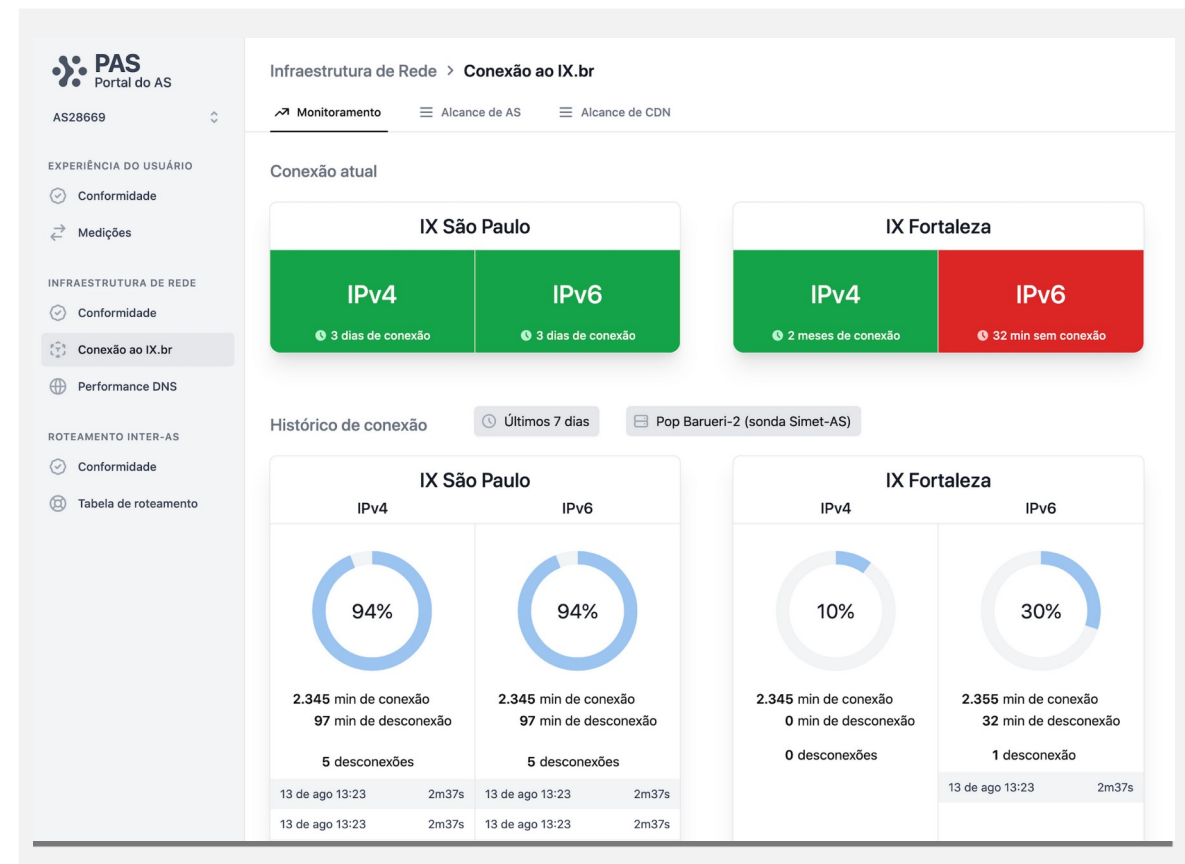 PAS
Portal do AS
AS28669
EXPERIÊNCIA DO USUÁRIO
Conformidade
Medições
INFRAESTRUTURA DE REDE
Conformidade
Conexão ao IX.br
Performance DNS
ROTEAMENTO INTER-AS
Conformidade
Tabela de roteamento
Infraestrutura de Rede > Conexão ao IX.br
Monitoramento Alcance de AS Alcance de CDN
Conexão atual
IX São Paulo
IPv4 IPv6
3 dias de conexão 3 dias de conexão
IX Fortaleza
IPv4 IPv6
2 meses de conexão 32 min sem conexão
Histórico de conexão Últimos 7 dias Pop Barueri-2 (sonda Simet-AS)
IX São Paulo
IPv4 IPv6
94% 94%
2.345 min de conexão 2.345 min de conexão
97 min de desconexão 97 min de desconexão
5 desconexões 5 desconexões
13 de ago 13:23 2m37s 13 de ago 13:23 2m37s
13 de ago 13:23 2m37s 13 de ago 13:23 2m37s
IX Fortaleza
IPv4 IPv6
10% 30%
2.345 min de conexão 2.355 min de conexão
0 min de desconexão 32 min de desconexão
0 desconexões 1 desconexão
13 de ago 13:23 2m37s